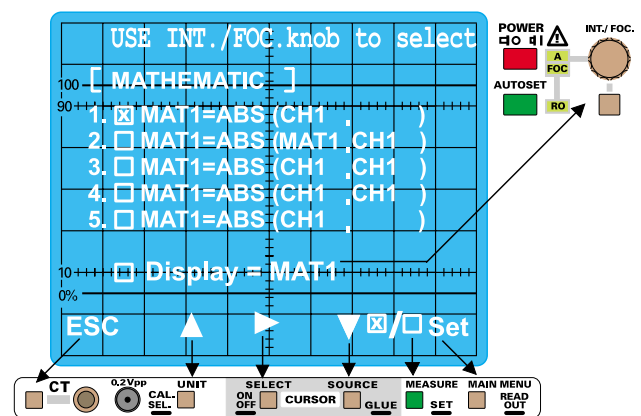 USE INT./FOC.knob to select
100
[ MATHEMATIC ]
90
1. ☒ MAT1=ABS (CH1 , )
2. ☐ MAT1=ABS (MAT1,CH1 )
3. ☐ MAT1=ABS (CH1 ,CH1 )
4. ☐ MAT1=ABS (CH1 ,CH1 )
5. ☐ MAT1=ABS (CH1 , )
10
☐ Display = MAT1
0%
ESC ▲ ▶ ▼ ☒/☐ Set
POWER
INT./ FOC.
A
FOC
AUTOSET
RO
CT
0.2Vpp
CAL.
SEL.
UNIT
ON
OFF
SELECT
CURSOR
SOURCE
GLUE
MEASURE
SET
MAIN MENU
READ
OUT